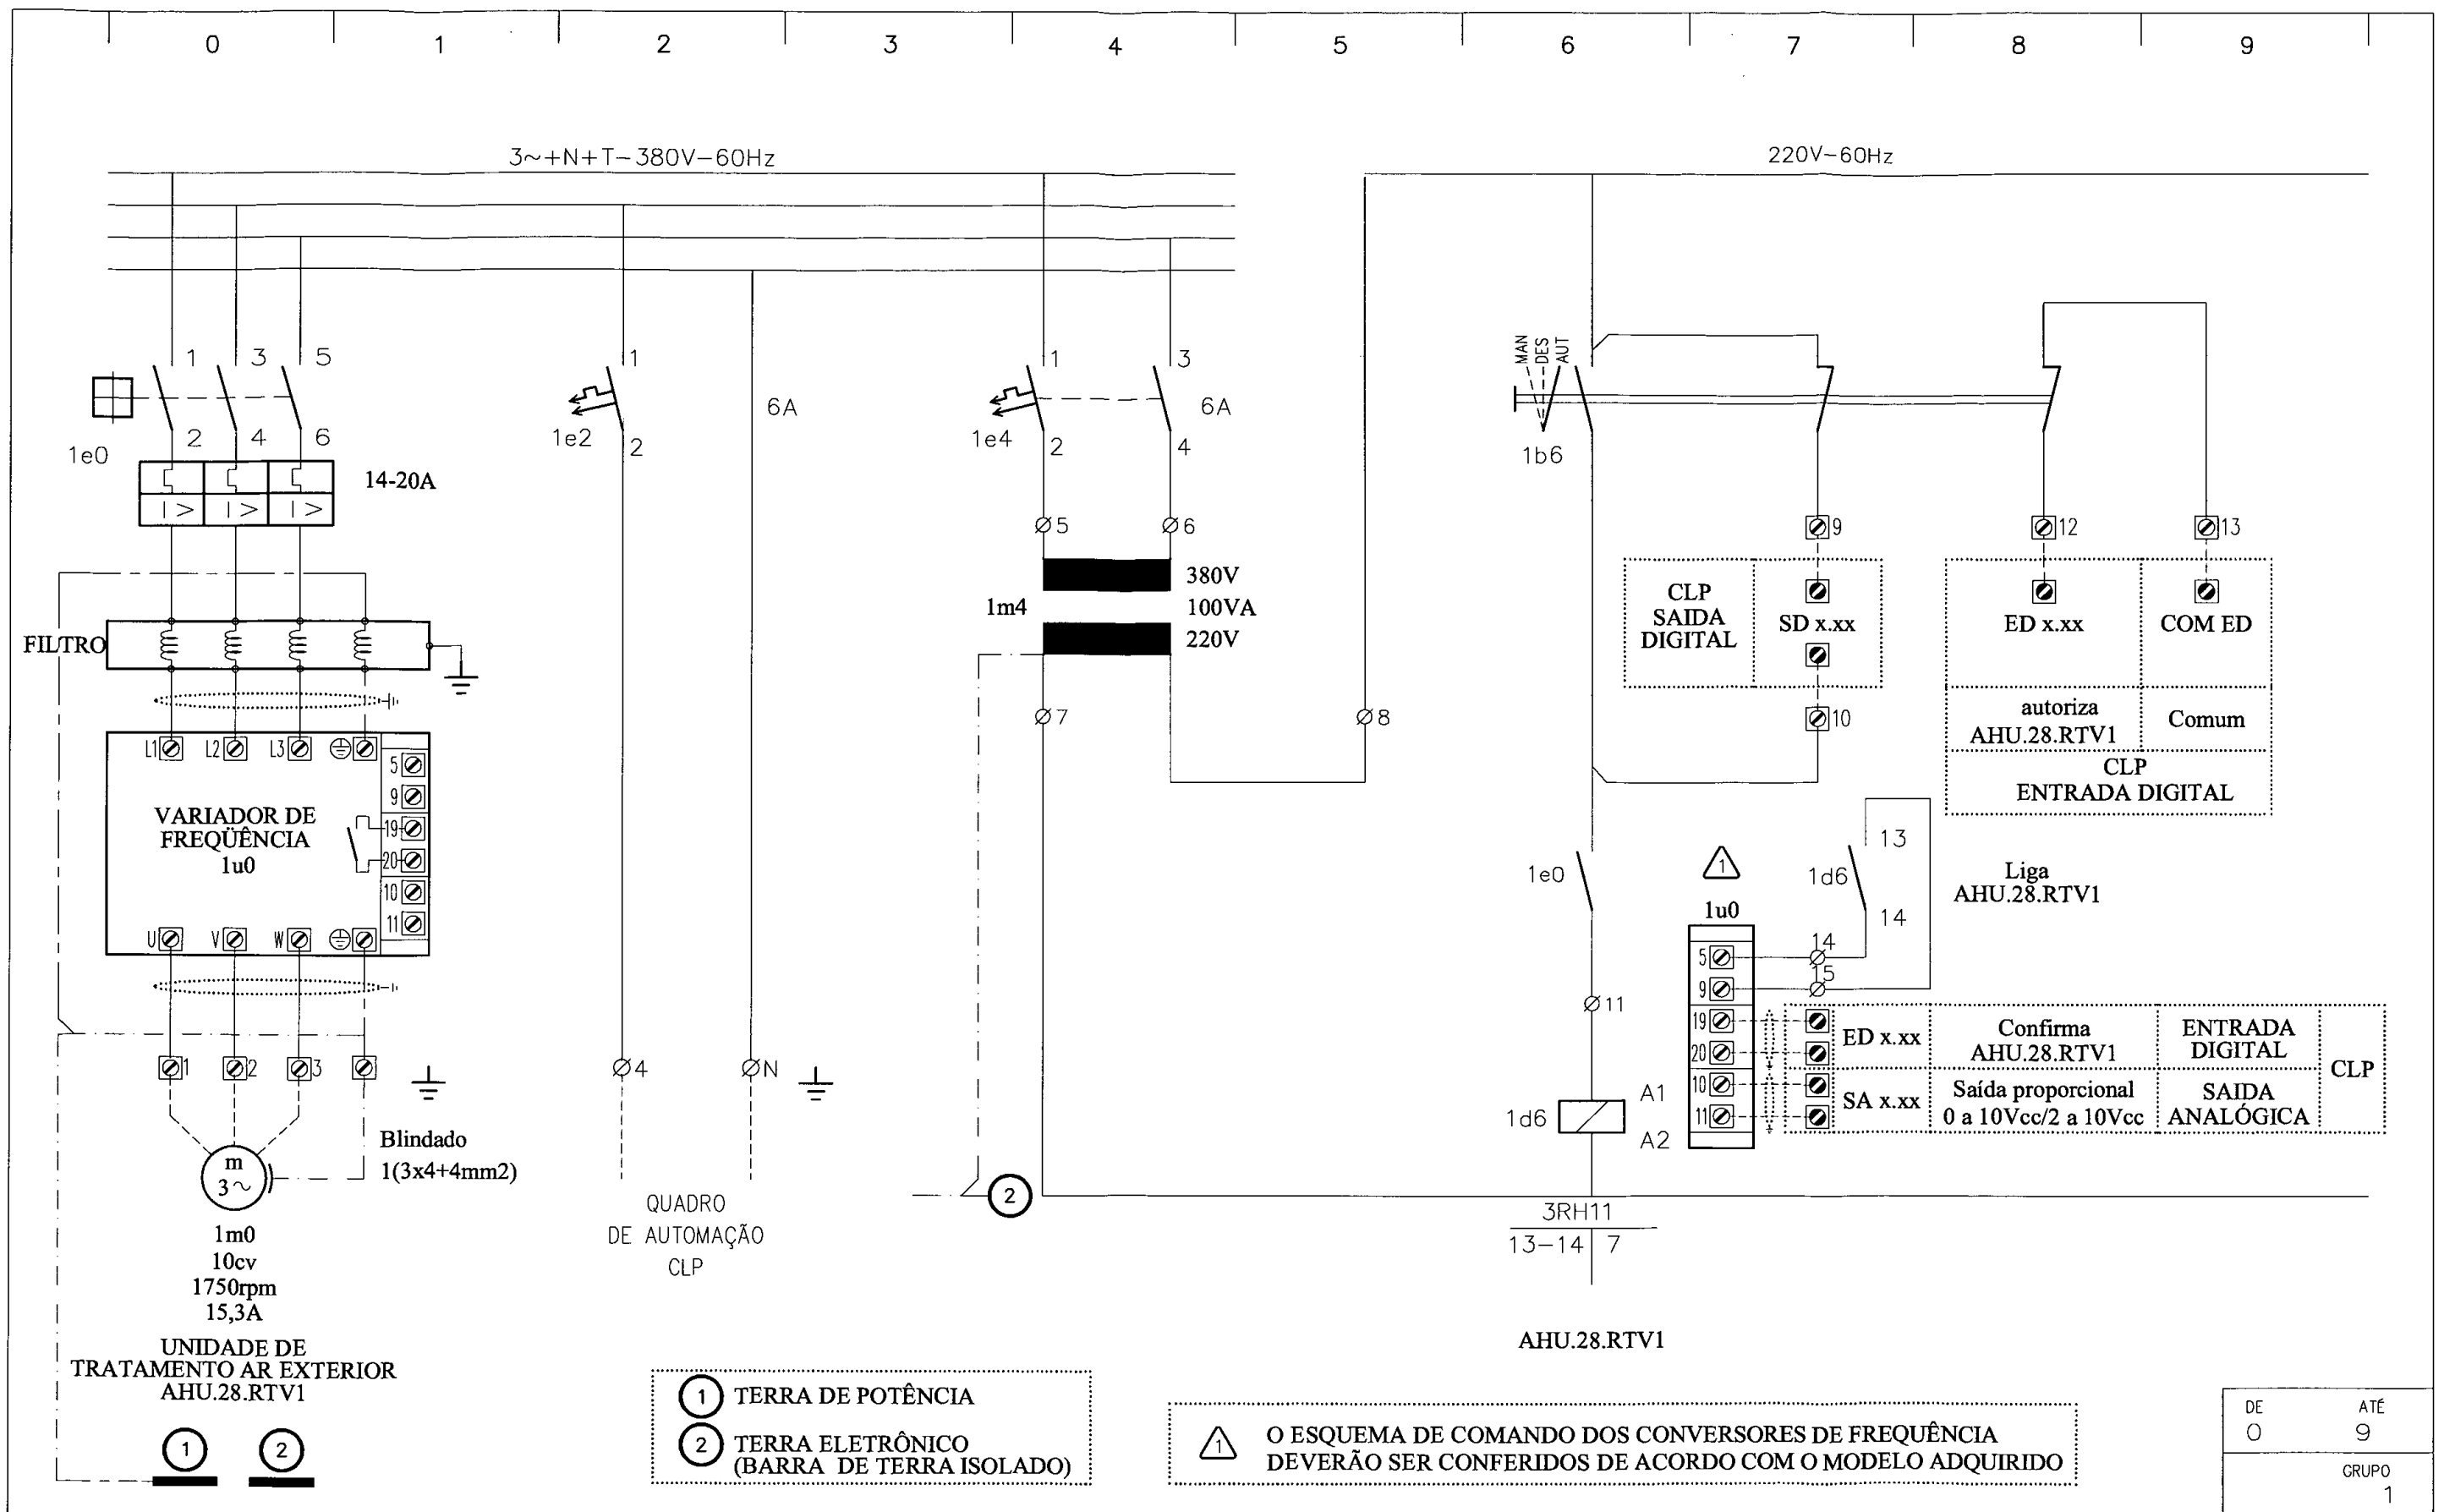 0 1 2 3 4 5 6 7 8 9
3~+N+T-380V-60Hz
220V-60Hz
1 3 5
2 4 6
1e0
14-20A
FILTRO
L1 L2 L3
5
9
19
20
10
11
VARIADOR DE
FREQÜÊNCIA
1u0
U V W
1 2 3
m
3~
Blindado
1(3x4+4mm2)
1m0
10cv
1750rpm
15,3A
UNIDADE DE
TRATAMENTO AR EXTERIOR
AHU.28.RTV1
1 2
1
1e2
2
6A
4 N
QUADRO
DE AUTOMAÇÃO
CLP
1 3
1e4
2 4
6A
5 6
380V
1m4 100VA
220V
7 8
2
MAN
DES
AUT
1b6
9
CLP
SAIDA
DIGITAL
SD x.xx
10
12 13
ED x.xx COM ED
autoriza
AHU.28.RTV1
Comum
CLP
ENTRADA DIGITAL
1e0
11
1d6
A1
A2
3RH11
13-14 7
AHU.28.RTV1
1
1u0
13
1d6
14
Liga
AHU.28.RTV1
14
15
5
9
19
20
10
11
ED x.xx
Confirma
AHU.28.RTV1
ENTRADA
DIGITAL
SA x.xx
Saída proporcional
0 a 10Vcc/2 a 10Vcc
SAIDA
ANALÓGICA
CLP
1 TERRA DE POTÊNCIA
2 TERRA ELETRÔNICO
(BARRA DE TERRA ISOLADO)
1 O ESQUEMA DE COMANDO DOS CONVERSORES DE FREQUÊNCIA
DEVERÃO SER CONFERIDOS DE ACORDO COM O MODELO ADQUIRIDO
DE ATÉ
0 9
GRUPO
1